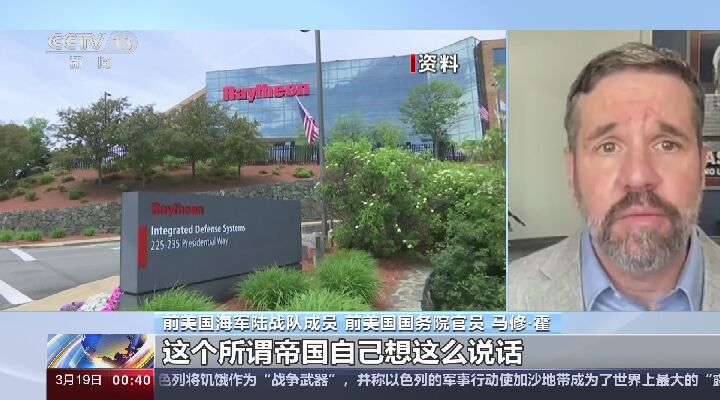 CCTV 13
新闻
资料
Raytheon
Raytheon
Integrated Defense Systems
225-235 Presidential Way
前美国海军陆战队成员 前美国国务院官员 马修·霍
这个所谓帝国自己想这么说话
3月19日 00:40 色列将饥饿作为“战争武器”，并称以色列的军事行动使加沙地带成为了世界上最大的“露